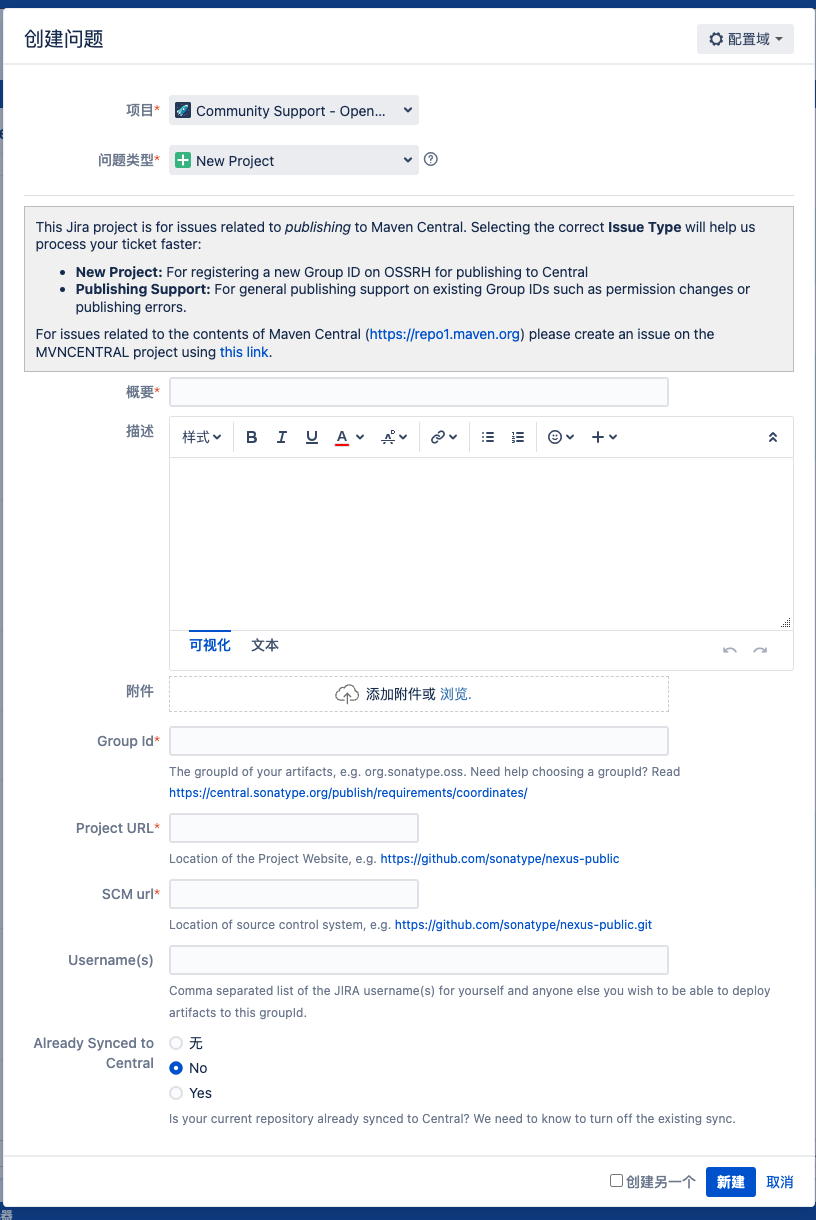 创建问题
配置域
项目*
Community Support - Open...
问题类型*
New Project
This Jira project is for issues related to publishing to Maven Central. Selecting the correct Issue Type will help us
process your ticket faster:
• New Project: For registering a new Group ID on OSSRH for publishing to Central
• Publishing Support: For general publishing support on existing Group IDs such as permission changes or
publishing errors.
For issues related to the contents of Maven Central (https://repo1.maven.org) please create an issue on the
MVNCENTRAL project using this link.
概要*
描述
样式 B I U A
可视化 文本
附件
添加附件或 浏览.
Group Id*
The groupId of your artifacts, e.g. org.sonatype.oss. Need help choosing a groupId? Read
https://central.sonatype.org/publish/requirements/coordinates/
Project URL*
Location of the Project Website, e.g. https://github.com/sonatype/nexus-public
SCM url*
Location of source control system, e.g. https://github.com/sonatype/nexus-public.git
Username(s)
Comma separated list of the JIRA username(s) for yourself and anyone else you wish to be able to deploy
artifacts to this groupId.
Already Synced to
Central
无
No
Yes
Is your current repository already synced to Central? We need to know to turn off the existing sync.
创建另一个 新建 取消
器